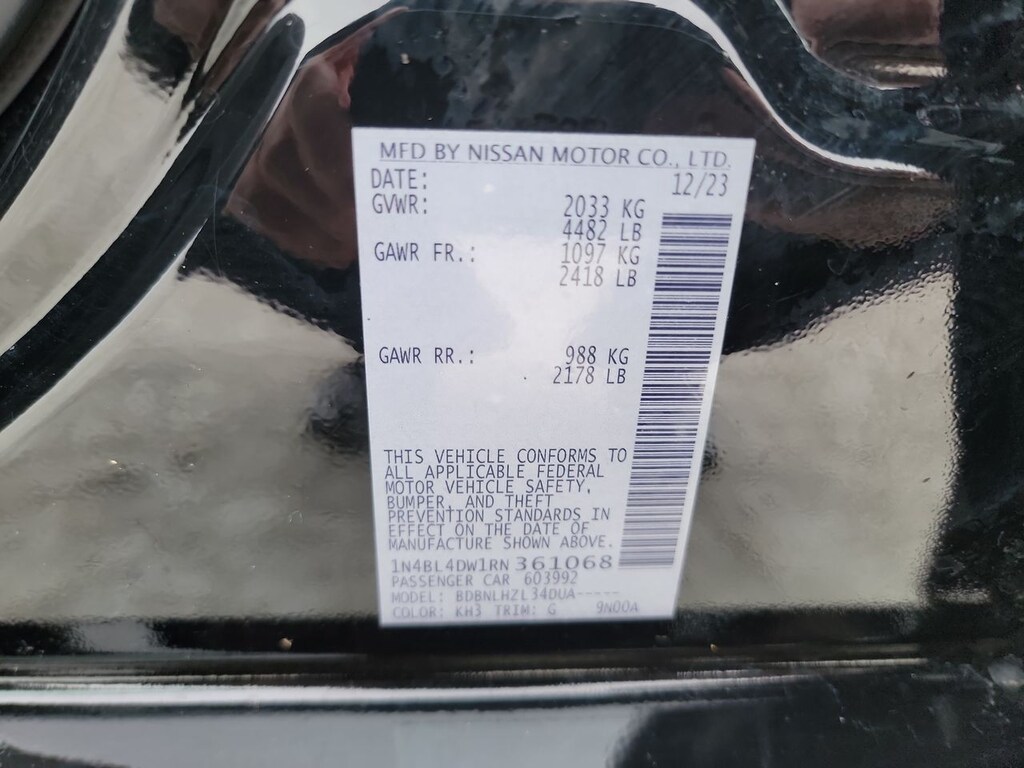 MFD BY NISSAN MOTOR CO., LTD.
DATE: 12/23
GVWR: 2033 KG
4482 LB
GAWR FR.: 1097 KG
2418 LB
GAWR RR.: 988 KG
2178 LB
THIS VEHICLE CONFORMS TO
ALL APPLICABLE FEDERAL
MOTOR VEHICLE SAFETY,
BUMPER, AND THEFT
PREVENTION STANDARDS IN
EFFECT ON THE DATE OF
MANUFACTURE SHOWN ABOVE.
1N4BL4DW1RN361068
PASSENGER CAR 603992
MODEL: BDBNLHZL34DUA-----
COLOR: KH3 TRIM: G 9N00A